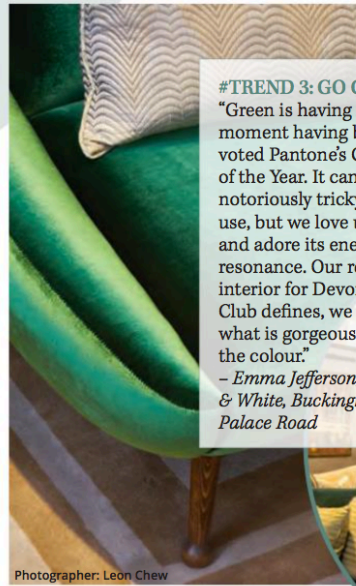 #TREND 3: GO
"Green is having
moment having
voted Pantone's
of the Year. It can
notoriously tricky
use, but we love
and adore its
resonance. Our
interior for
Club defines, we
what is gorgeous
the colour."
– Emma Jefferson
& White,
Palace Road
Photographer: Leon Chew